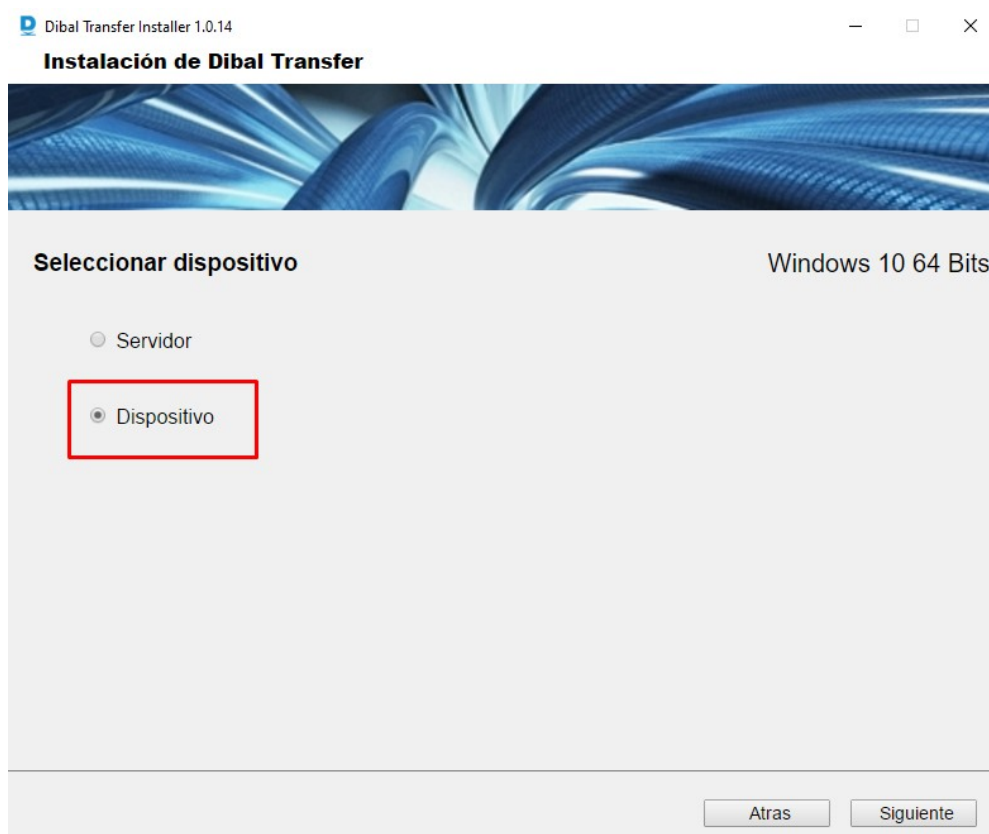 Dibal Transfer Installer 1.0.14
Instalación de Dibal Transfer
Seleccionar dispositivo
Windows 10 64 Bits
Servidor
Dispositivo
Atras
Siguiente